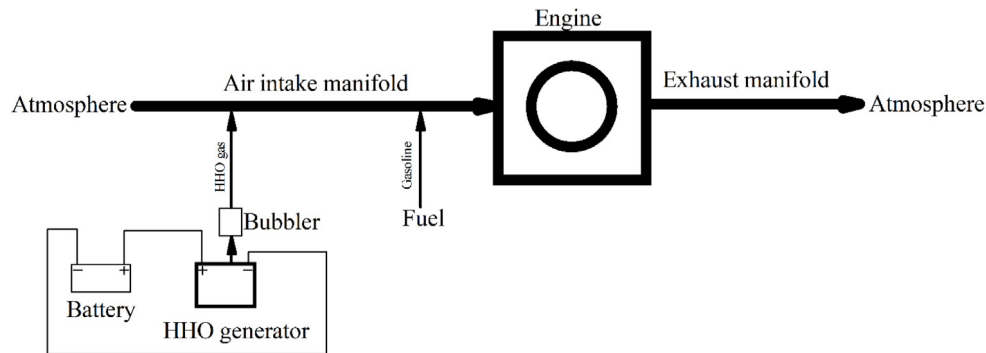 Engine
Air intake manifold
Exhaust manifold
Atmosphere
Atmosphere
HHO gas
Gasoline
Bubbler
Fuel
− + + −
Battery
HHO generator